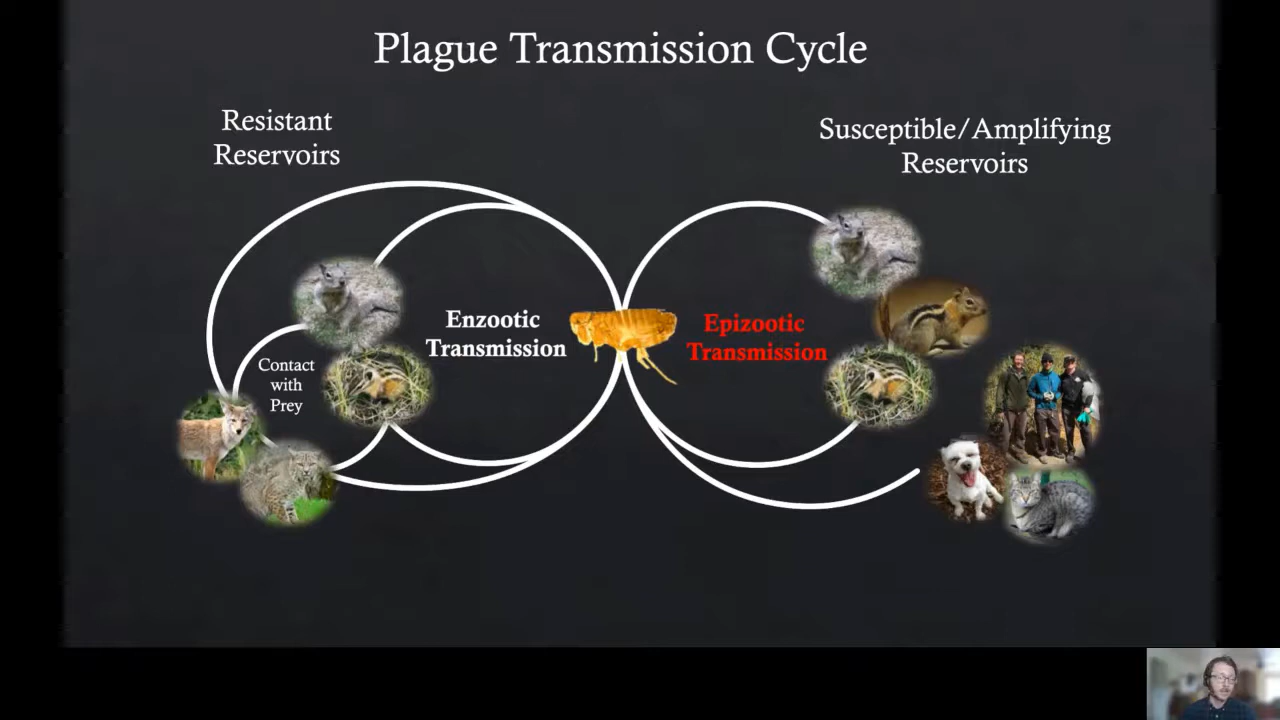 Plague Transmission Cycle
Resistant
Reservoirs
Susceptible/Amplifying
Reservoirs
Enzootic
Transmission
Epizootic
Transmission
Contact
with
Prey